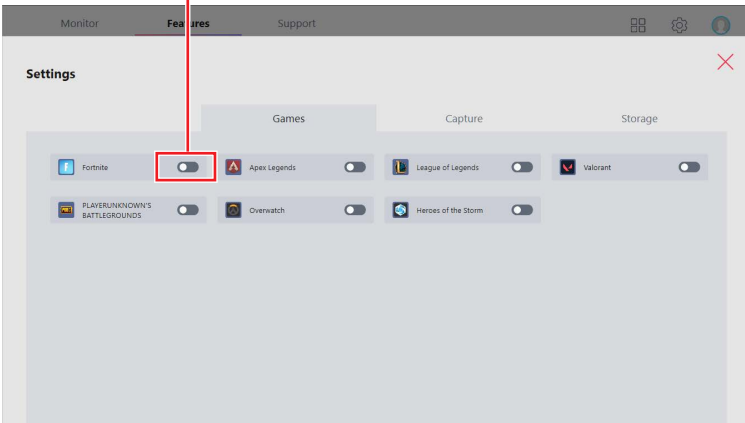 Monitor Features Support
Settings
Games Capture Storage
Fortnite Apex Legends League of Legends Valorant
PLAYERUNKNOWN'S
BATTLEGROUNDS Overwatch Heroes of the Storm